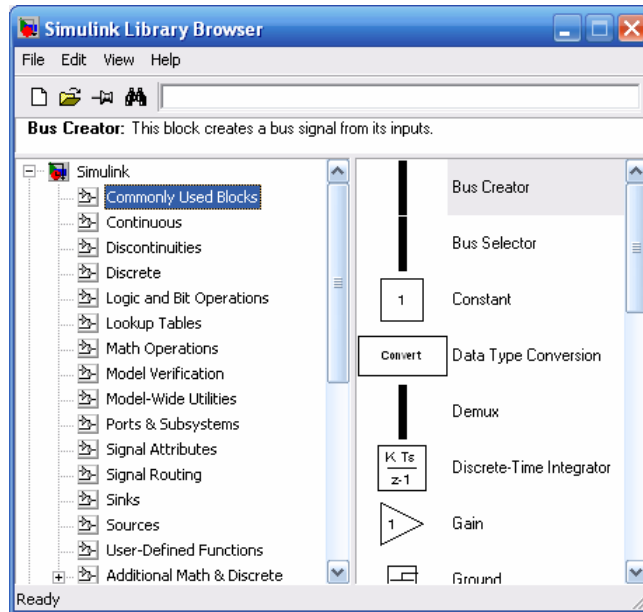 Simulink Library Browser
File Edit View Help
Bus Creator: This block creates a bus signal from its inputs.
Simulink
Commonly Used Blocks
Continuous
Discontinuities
Discrete
Logic and Bit Operations
Lookup Tables
Math Operations
Model Verification
Model-Wide Utilities
Ports & Subsystems
Signal Attributes
Signal Routing
Sinks
Sources
User-Defined Functions
Additional Math & Discrete
Bus Creator
Bus Selector
1
Constant
Convert
Data Type Conversion
Demux
K Ts
z-1
Discrete-Time Integrator
1
Gain
Ground
Ready